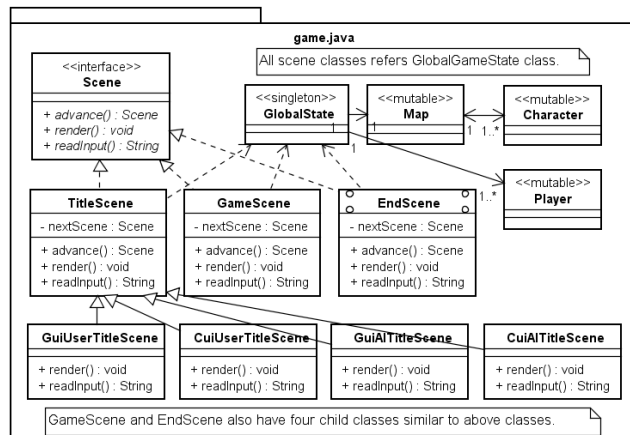 game.java
All scene classes refers GlobalGameState class.
<<interface>>
Scene
+ advance() : Scene
+ render() : void
+ readInput() : String
<<singleton>>
GlobalState
<<mutable>>
Map
<<mutable>>
Character
1
1
1
1..*
1
1..*
<<mutable>>
Player
TitleScene
- nextScene : Scene
+ advance() : Scene
+ render() : void
+ readInput() : String
GameScene
- nextScene : Scene
+ advance() : Scene
+ render() : void
+ readInput() : String
EndScene
- nextScene : Scene
+ advance() : Scene
+ render() : void
+ readInput() : String
GuiUserTitleScene
+ render() : void
+ readInput() : String
CuiUserTitleScene
+ render() : void
+ readInput() : String
GuiAITitleScene
+ render() : void
+ readInput() : String
CuiAITitleScene
+ render() : void
+ readInput() : String
GameScene and EndScene also have four child classes similar to above classes.